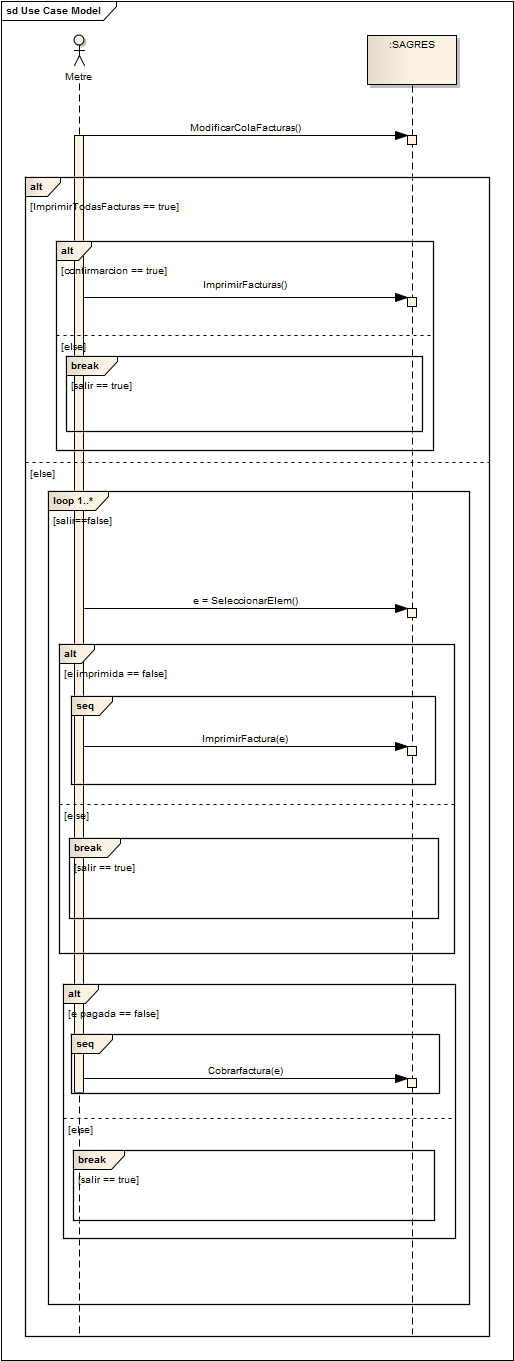 sd Use Case Model
:SAGRES
Metre
ModificarColaFacturas()
alt
[ImprimirTodasFacturas == true]
alt
[confirmarcion == true]
ImprimirFacturas()
[else]
break
[salir == true]
[else]
loop 1..*
[salir==false]
e = SeleccionarElem()
alt
[e imprimida == false]
seq
ImprimirFactura(e)
[else]
break
[salir == true]
alt
[e pagada == false]
seq
Cobrarfactura(e)
[else]
break
[salir == true]